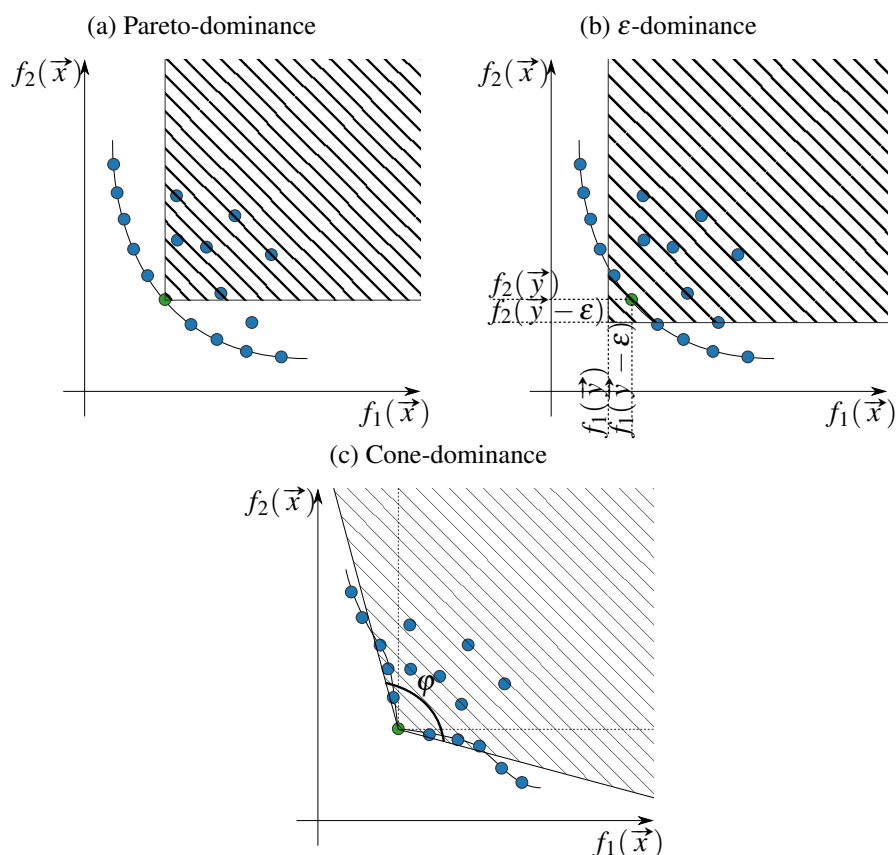 (a) Pareto-dominance
f₂(x⃗)
f₁(x⃗)
(b) ε-dominance
f₂(x⃗)
f₂(y⃗)
f₂(y⃗ − ε)
f₁(y⃗)
f₁(y⃗ − ε)
f₁(x⃗)
(c) Cone-dominance
f₂(x⃗)
φ
f₁(x⃗)